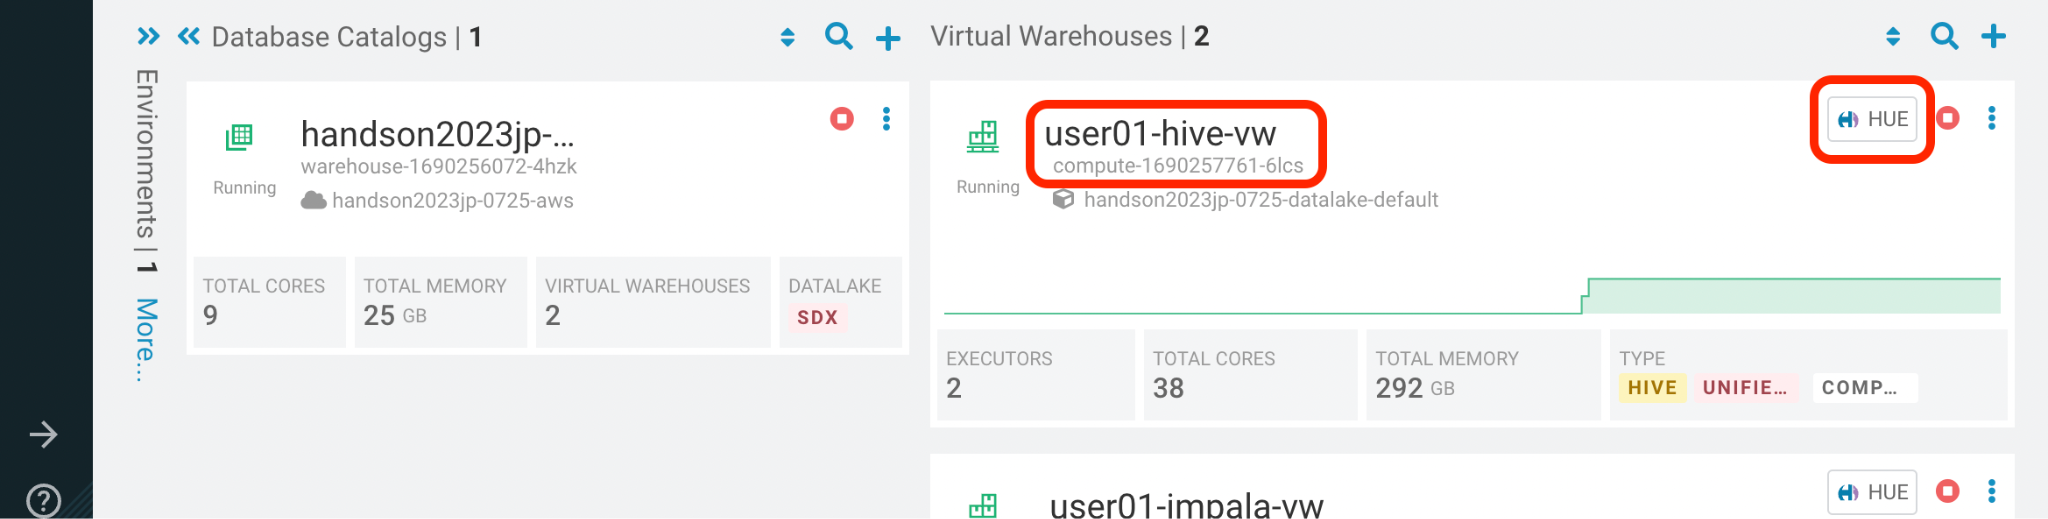 Database Catalogs | 1
Virtual Warehouses | 2
Environments | 1 More...
handson2023jp-...
warehouse-1690256072-4hzk
Running
handson2023jp-0725-aws
TOTAL CORES
9
TOTAL MEMORY
25 GB
VIRTUAL WAREHOUSES
2
DATALAKE
SDX
user01-hive-vw
HUE
compute-1690257761-6lcs
Running
handson2023jp-0725-datalake-default
EXECUTORS
2
TOTAL CORES
38
TOTAL MEMORY
292 GB
TYPE
HIVE UNIFIE... COMP...
user01-impala-vw
HUE